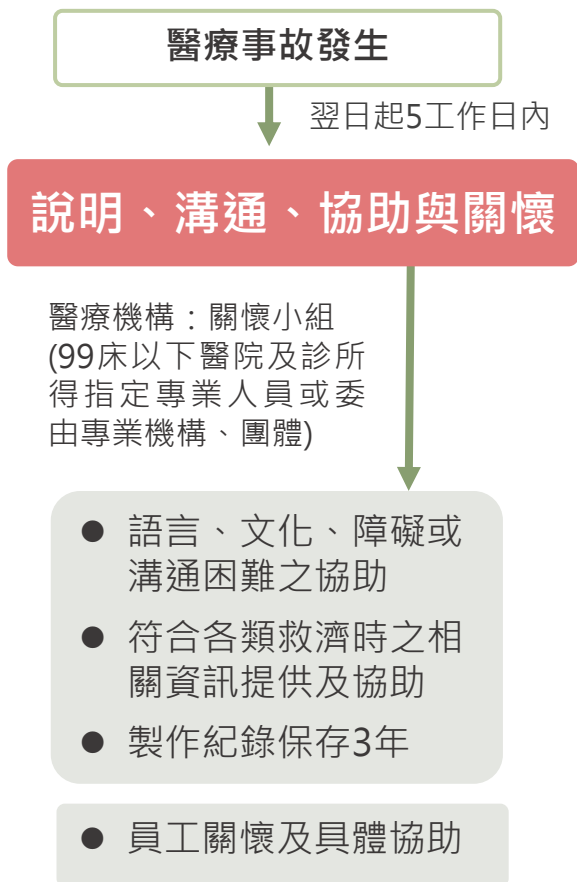 醫療事故發生
翌日起5工作日內
說明、溝通、協助與關懷
醫療機構：關懷小組
(99床以下醫院及診所
得指定專業人員或委
由專業機構、團體)
● 語言、文化、障礙或
溝通困難之協助
● 符合各類救濟時之相
關資訊提供及協助
● 製作紀錄保存3年
● 員工關懷及具體協助